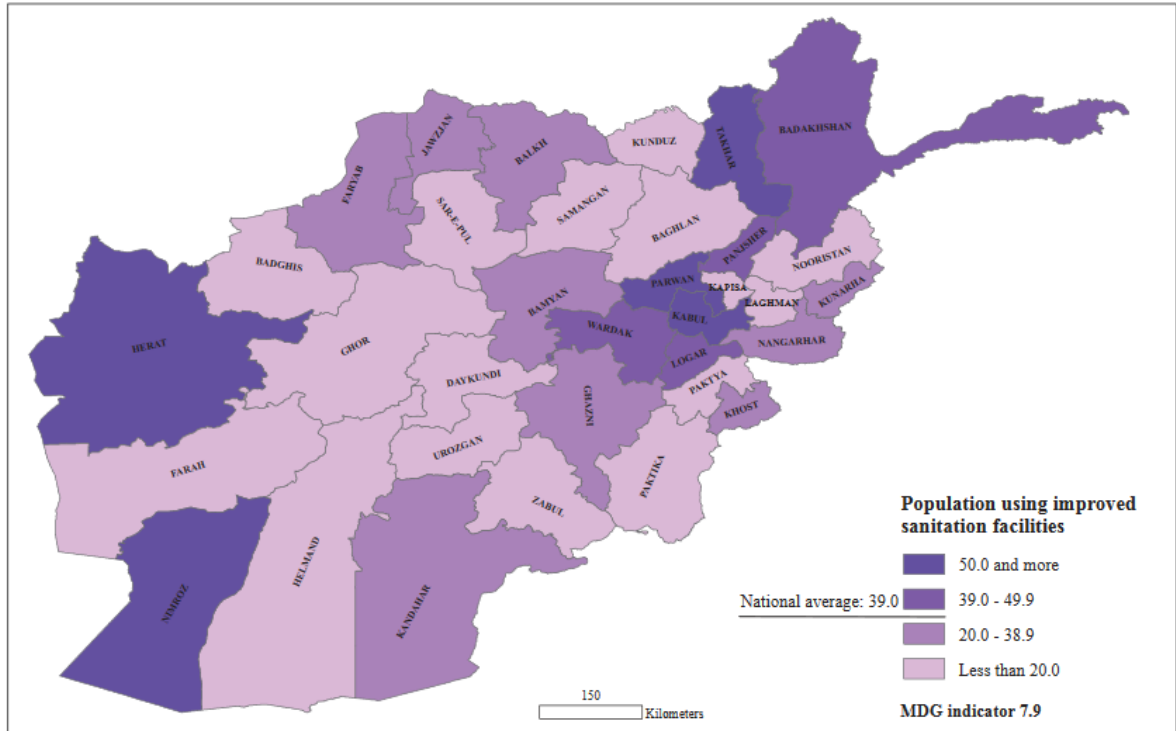 BADAKHSHAN
TAKHAR
KUNDUZ
JAWZJAN
BALKH
FARYAB
SAR-E-PUL
SAMANGAN
BAGHLAN
PANJSHER
NOORISTAN
BADGHIS
PARWAN
KAPISA
KUNARHA
LAGHMAN
BAMYAN
KABUL
WARDAK
HERAT
GHOR
NANGARHAR
LOGAR
DAYKUNDI
PAKTYA
GHAZNI
KHOST
UROZGAN
FARAH
PAKTIKA
ZABUL
HELMAND
NIMROZ
KANDAHAR
Population using improved
sanitation facilities
50.0 and more
National average: 39.0
39.0 - 49.9
20.0 - 38.9
Less than 20.0
150
Kilometers
MDG indicator 7.9